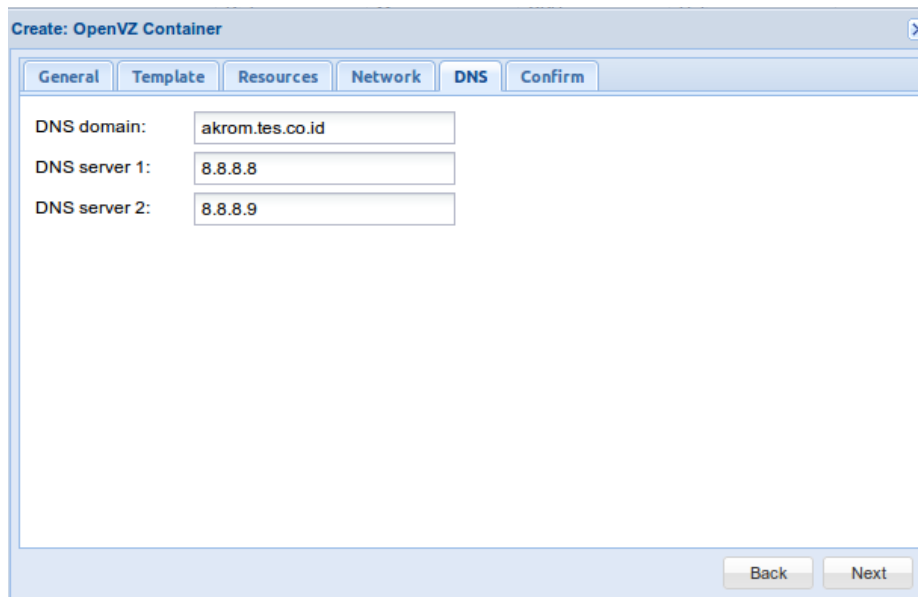 Create: OpenVZ Container
General Template Resources Network DNS Confirm
DNS domain: akrom.tes.co.id
DNS server 1: 8.8.8.8
DNS server 2: 8.8.8.9
Back Next